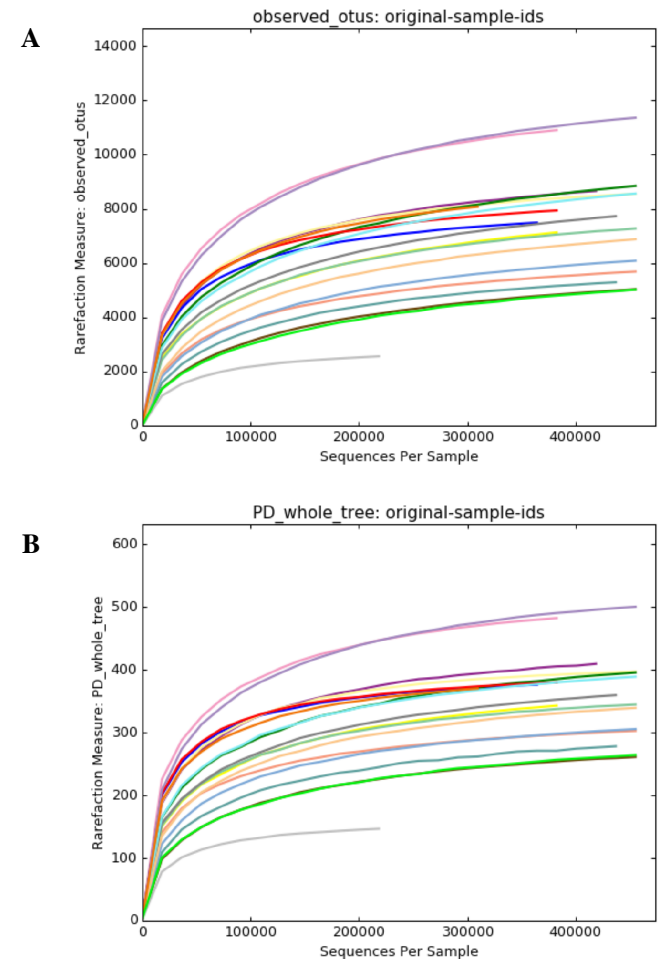 A
observed_otus: original-sample-ids
14000
12000
10000
8000
6000
4000
2000
0
Rarefaction Measure: observed_otus
0 100000 200000 300000 400000
Sequences Per Sample
B
PD_whole_tree: original-sample-ids
600
500
400
300
200
100
0
Rarefaction Measure: PD_whole_tree
0 100000 200000 300000 400000
Sequences Per Sample